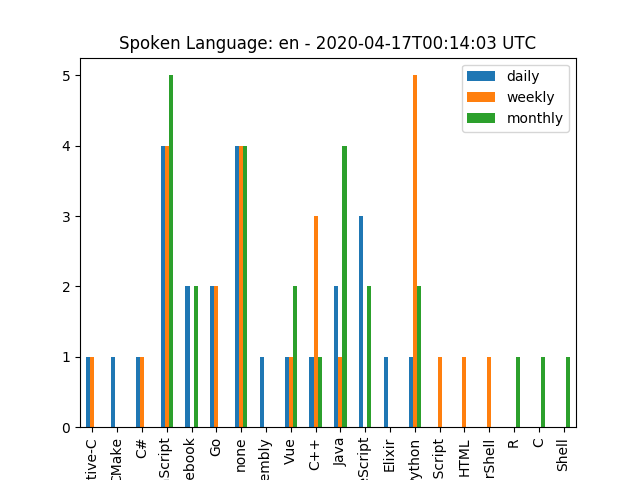 Spoken Language: en - 2020-04-17T00:14:03 UTC
daily
weekly
monthly
5
4
3
2
1
0
tive-C
CMake
C#
Script
ebook
Go
none
embly
Vue
C++
Java
eScript
Elixir
ython
Script
HTML
rShell
R
C
Shell